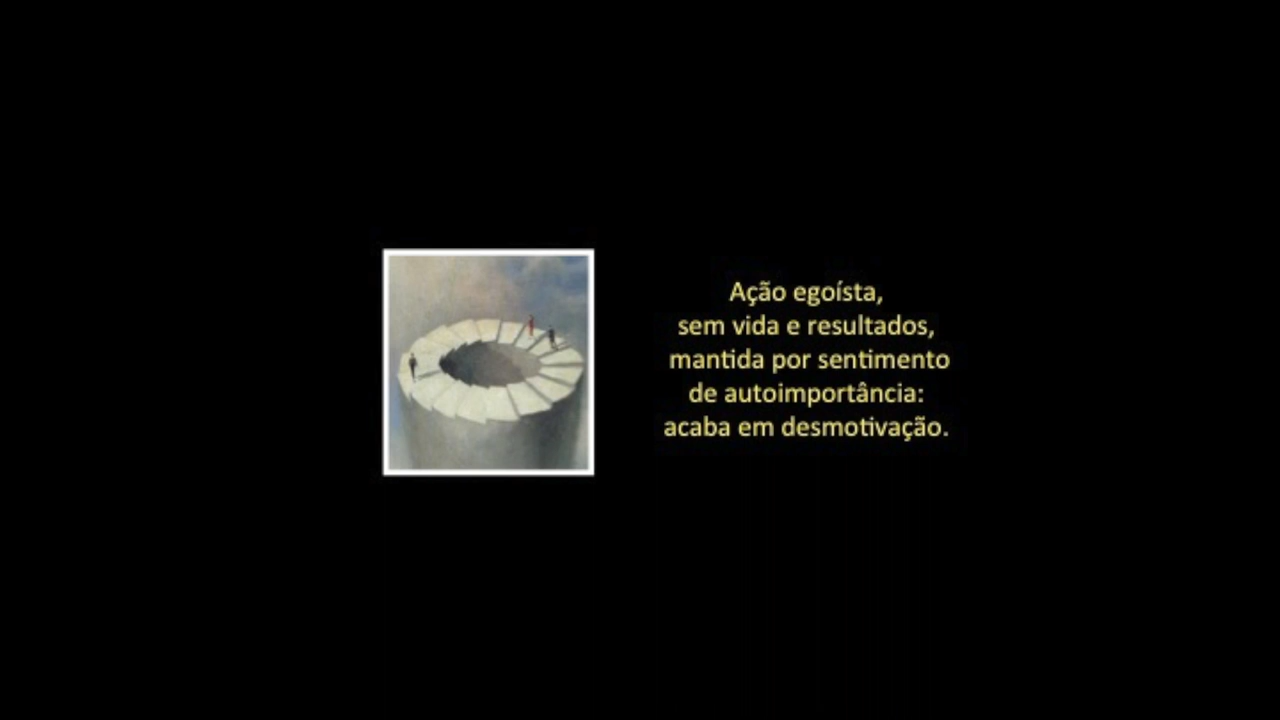 Ação egoísta,
sem vida e resultados,
mantida por sentimento
de autoimportância:
acaba em desmotivação.